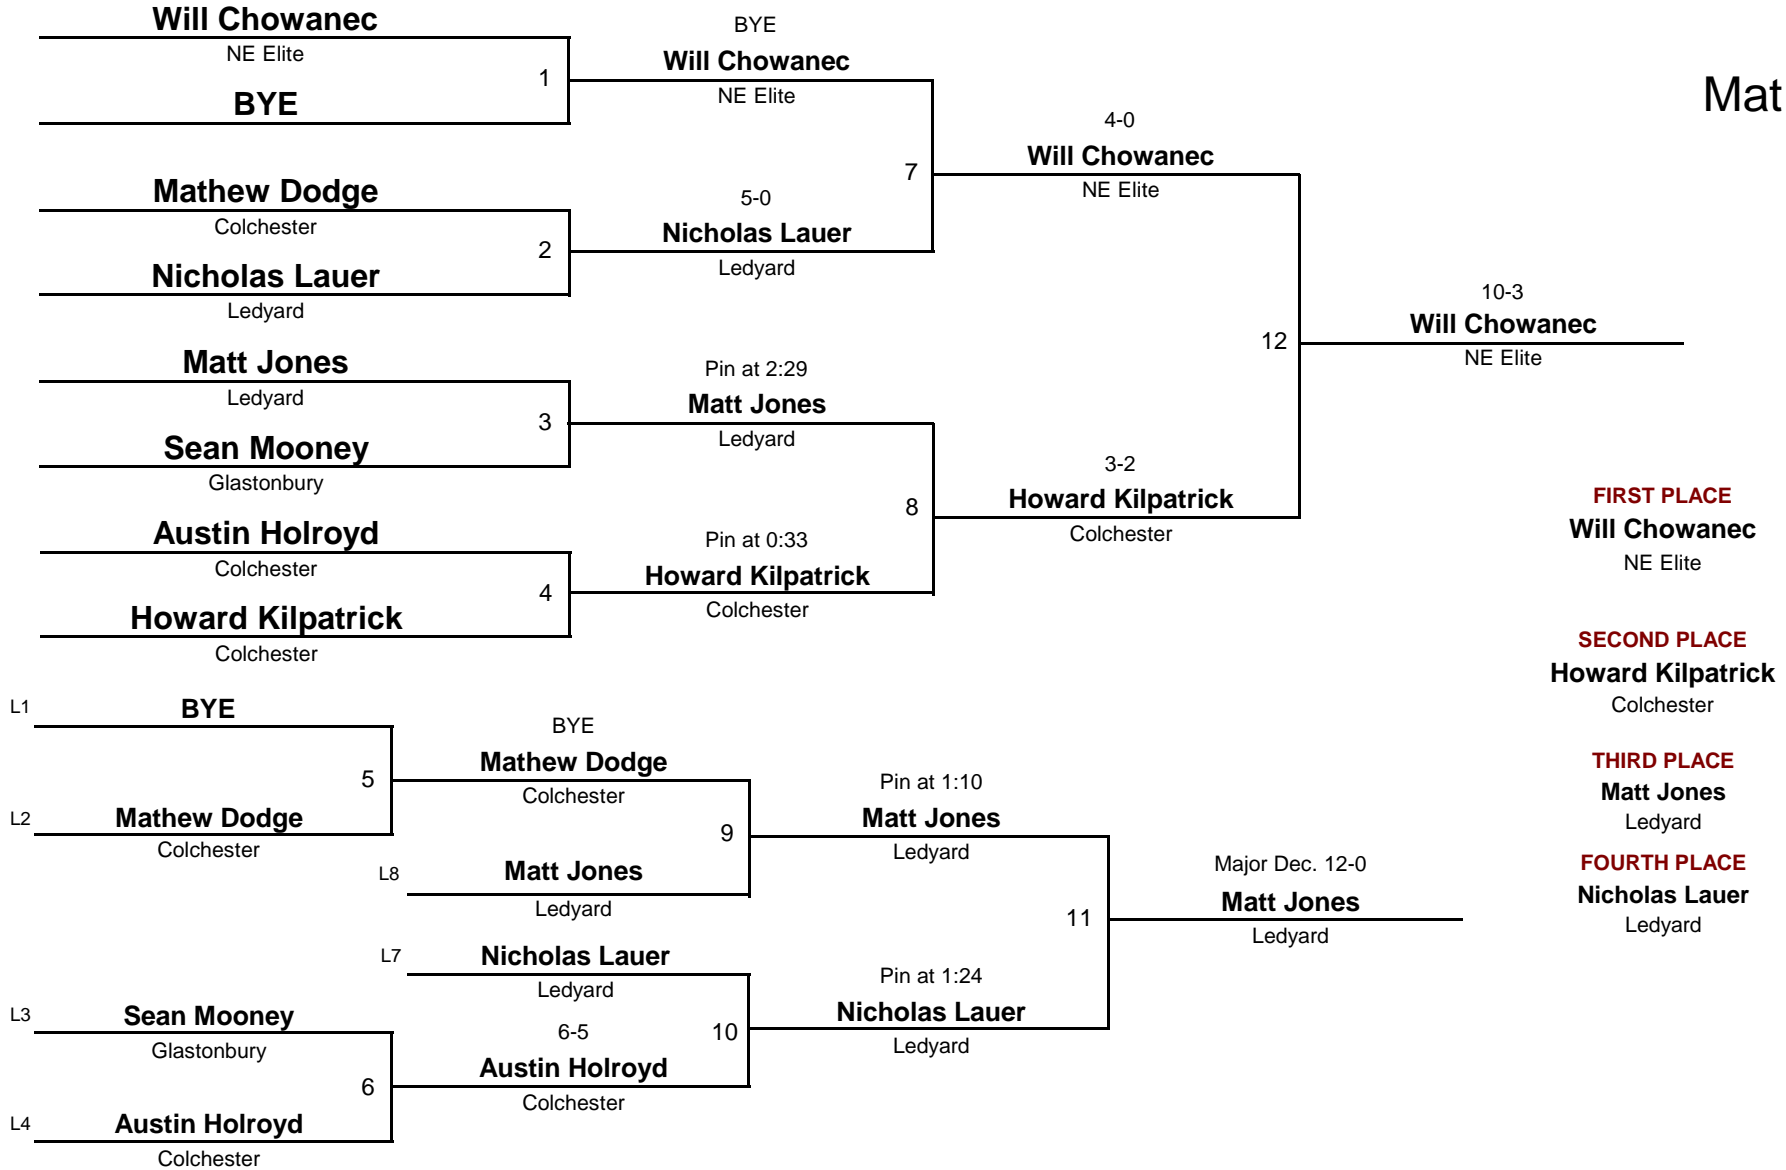 Will Chowanec
NE Elite
1
BYE
BYE
Will Chowanec
NE Elite
Mat
Mathew Dodge
Colchester
2
Nicholas Lauer
Ledyard
5-0
Nicholas Lauer
Ledyard
7
4-0
Will Chowanec
NE Elite
Matt Jones
Ledyard
3
Sean Mooney
Glastonbury
Pin at 2:29
Matt Jones
Ledyard
Austin Holroyd
Colchester
4
Howard Kilpatrick
Colchester
Pin at 0:33
Howard Kilpatrick
Colchester
8
3-2
Howard Kilpatrick
Colchester
12
10-3
Will Chowanec
NE Elite
FIRST PLACE
Will Chowanec
NE Elite
SECOND PLACE
Howard Kilpatrick
Colchester
THIRD PLACE
Matt Jones
Ledyard
FOURTH PLACE
Nicholas Lauer
Ledyard
L1
BYE
5
L2
Mathew Dodge
Colchester
BYE
Mathew Dodge
Colchester
9
L8
Matt Jones
Ledyard
Pin at 1:10
Matt Jones
Ledyard
L7
Nicholas Lauer
Ledyard
10
L3
Sean Mooney
Glastonbury
6
L4
Austin Holroyd
Colchester
6-5
Austin Holroyd
Colchester
Pin at 1:24
Nicholas Lauer
Ledyard
11
Major Dec. 12-0
Matt Jones
Ledyard